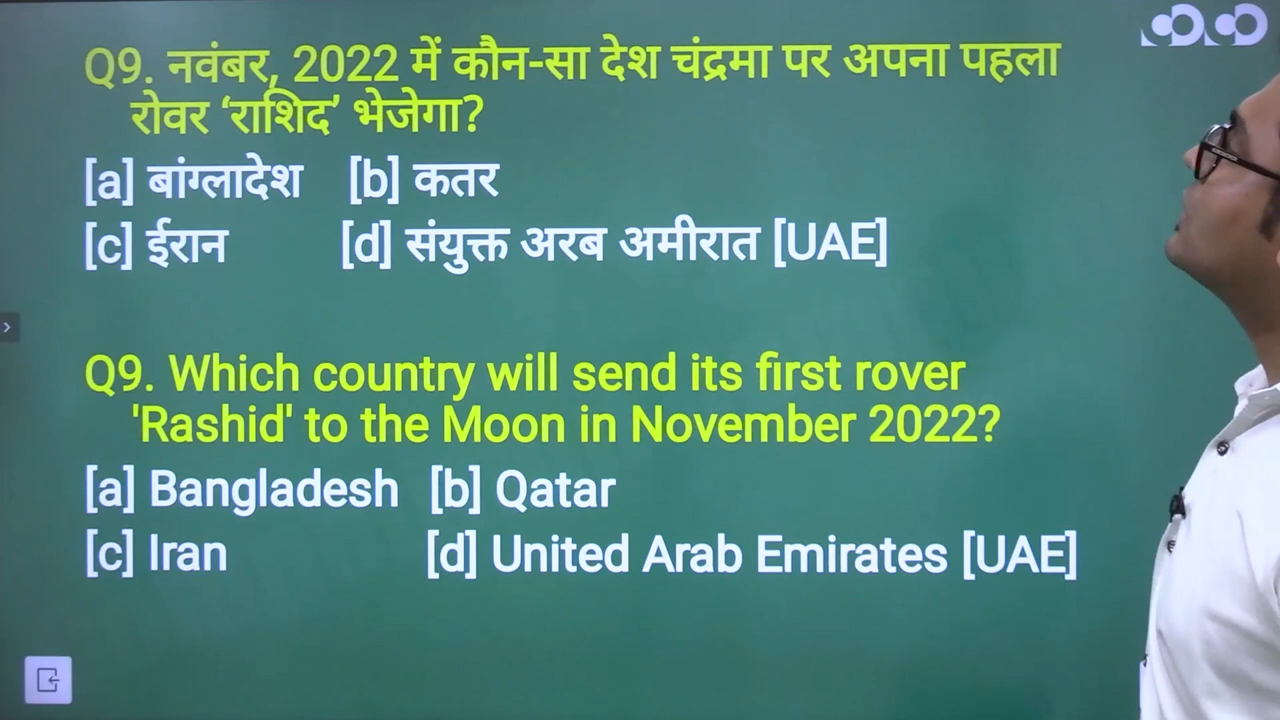 Q9. नवंबर, 2022 में कौन-सा देश चंद्रमा पर अपना पहला
रोवर ‘राशिद’ भेजेगा?
[a] बांग्लादेश [b] कतर
[c] ईरान [d] संयुक्त अरब अमीरात [UAE]
Q9. Which country will send its first rover
'Rashid' to the Moon in November 2022?
[a] Bangladesh [b] Qatar
[c] Iran [d] United Arab Emirates [UAE]